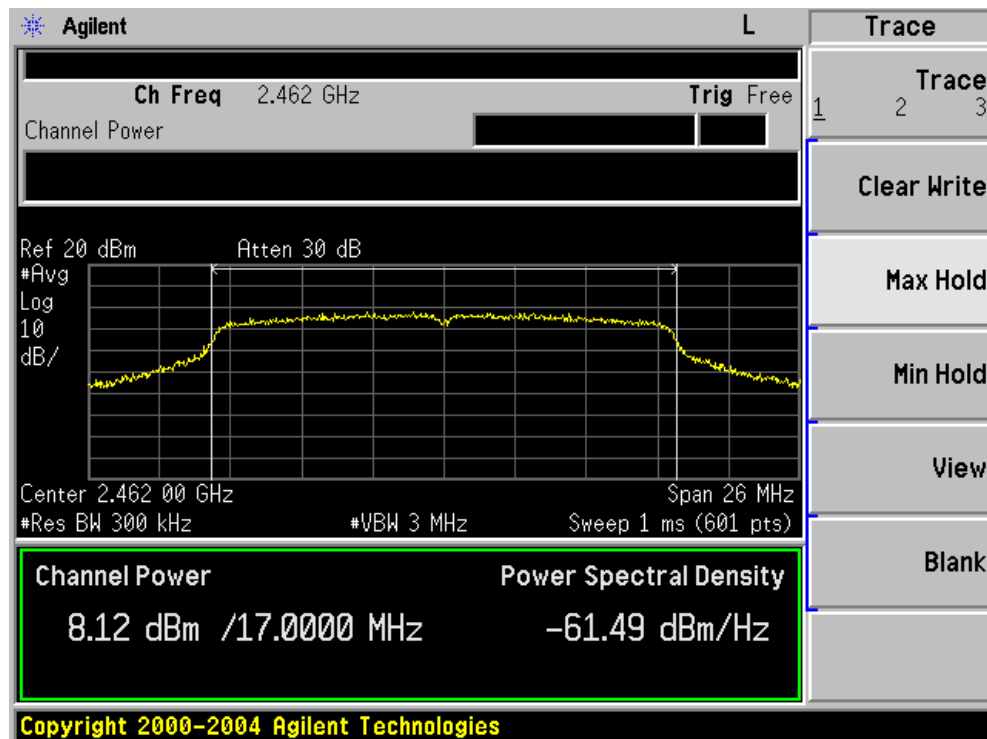 Agilent L Trace
Ch Freq 2.462 GHz Trig Free
Channel Power
Trace
1 2 3
Clear Write
Ref 20 dBm Atten 30 dB
#Avg
Log
10
dB/
Max Hold
Min Hold
View
Center 2.462 00 GHz Span 26 MHz
#Res BW 300 kHz #VBW 3 MHz Sweep 1 ms (601 pts)
Blank
Channel Power Power Spectral Density
8.12 dBm /17.0000 MHz -61.49 dBm/Hz
Copyright 2000-2004 Agilent Technologies